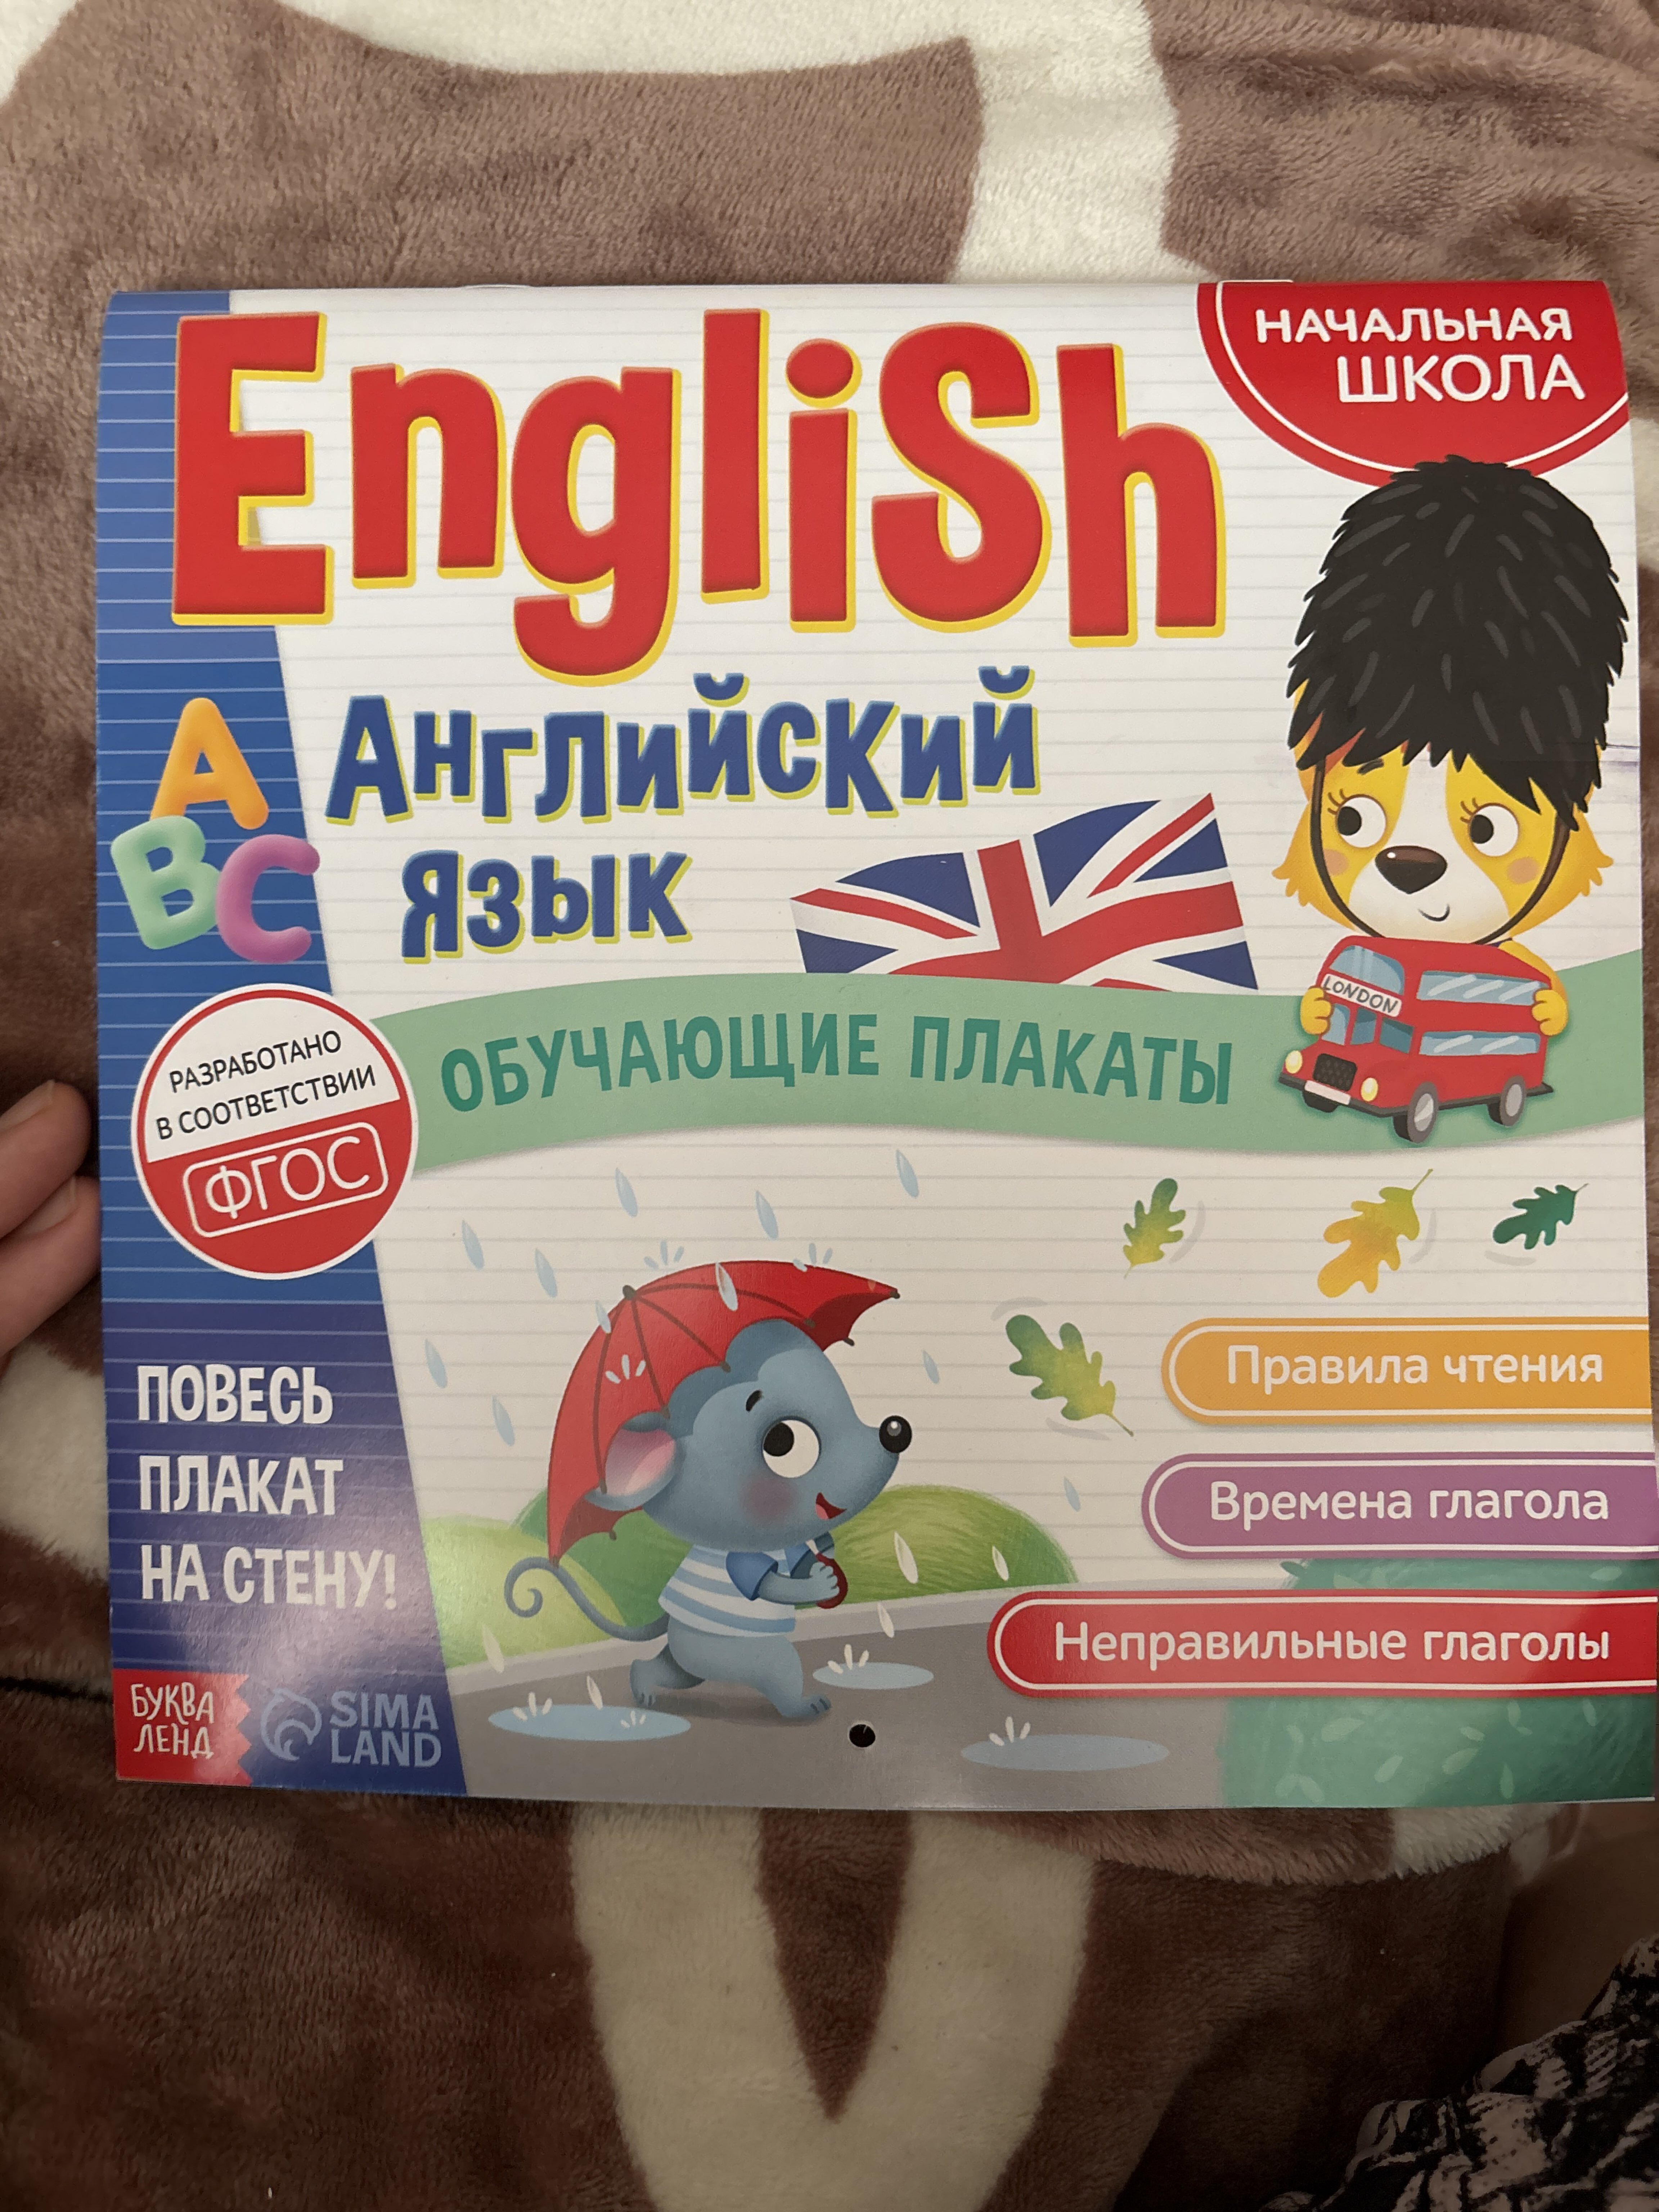 English
НАЧАЛЬНАЯ
ШКОЛА
Английский
язык
A
B
C
LONDON
ОБУЧАЮЩИЕ ПЛАКАТЫ
РАЗРАБОТАНО
В СООТВЕТСТВИИ
ФГОС
Правила чтения
Времена глагола
Неправильные глаголы
ПОВЕСЬ
ПЛАКАТ
НА СТЕНУ!
БУКВА
ЛЕНД
SIMA
LAND